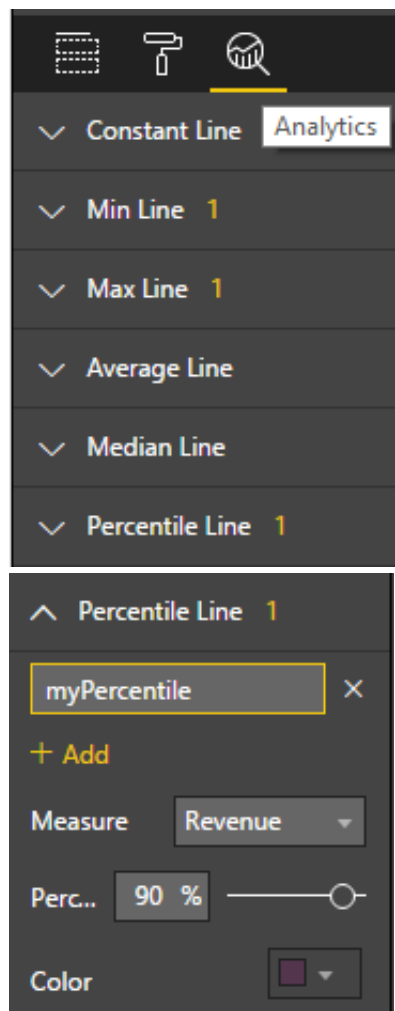 Constant Line
Analytics
Min Line 1
Max Line 1
Average Line
Median Line
Percentile Line 1
Percentile Line 1
myPercentile
+ Add
Measure Revenue
Perc... 90 %
Color